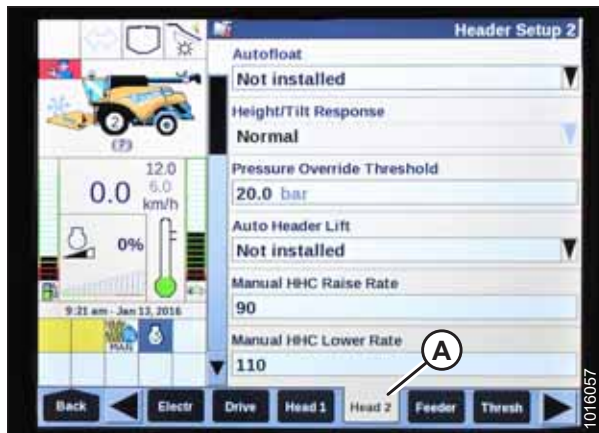 Header Setup 2
Autofloat
Not installed
Height/Tilt Response
Normal
Pressure Override Threshold
20.0 bar
Auto Header Lift
Not installed
Manual HHC Raise Rate
90
Manual HHC Lower Rate
110
2
(P)
12.0
0.0 6.0
km/h
0%
9:21 am - Jan 13, 2016
MAN
A
Back Electr Drive Head 1 Head 2 Feeder Thresh
1016057